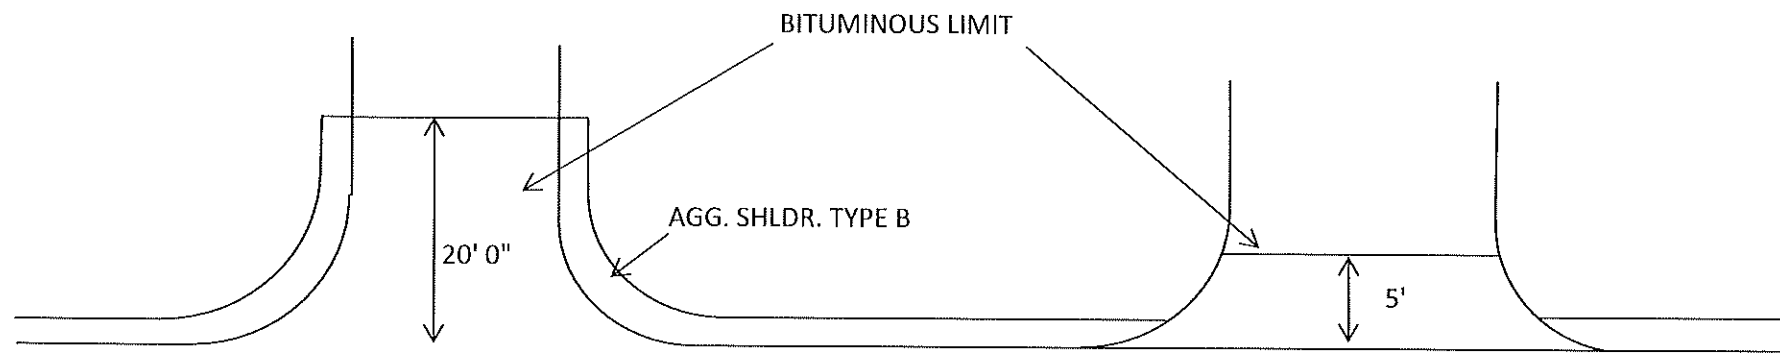 BITUMINOUS LIMIT
AGG. SHLDR. TYPE B
20' 0"
5'